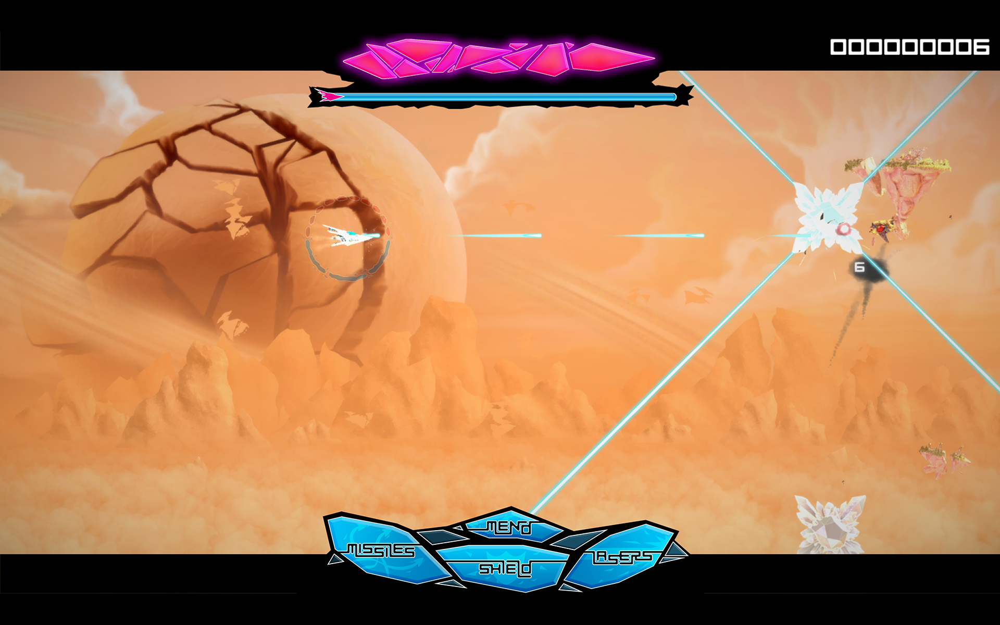 000000006
6
MEND
MISSILES
LASERS
SHIELD